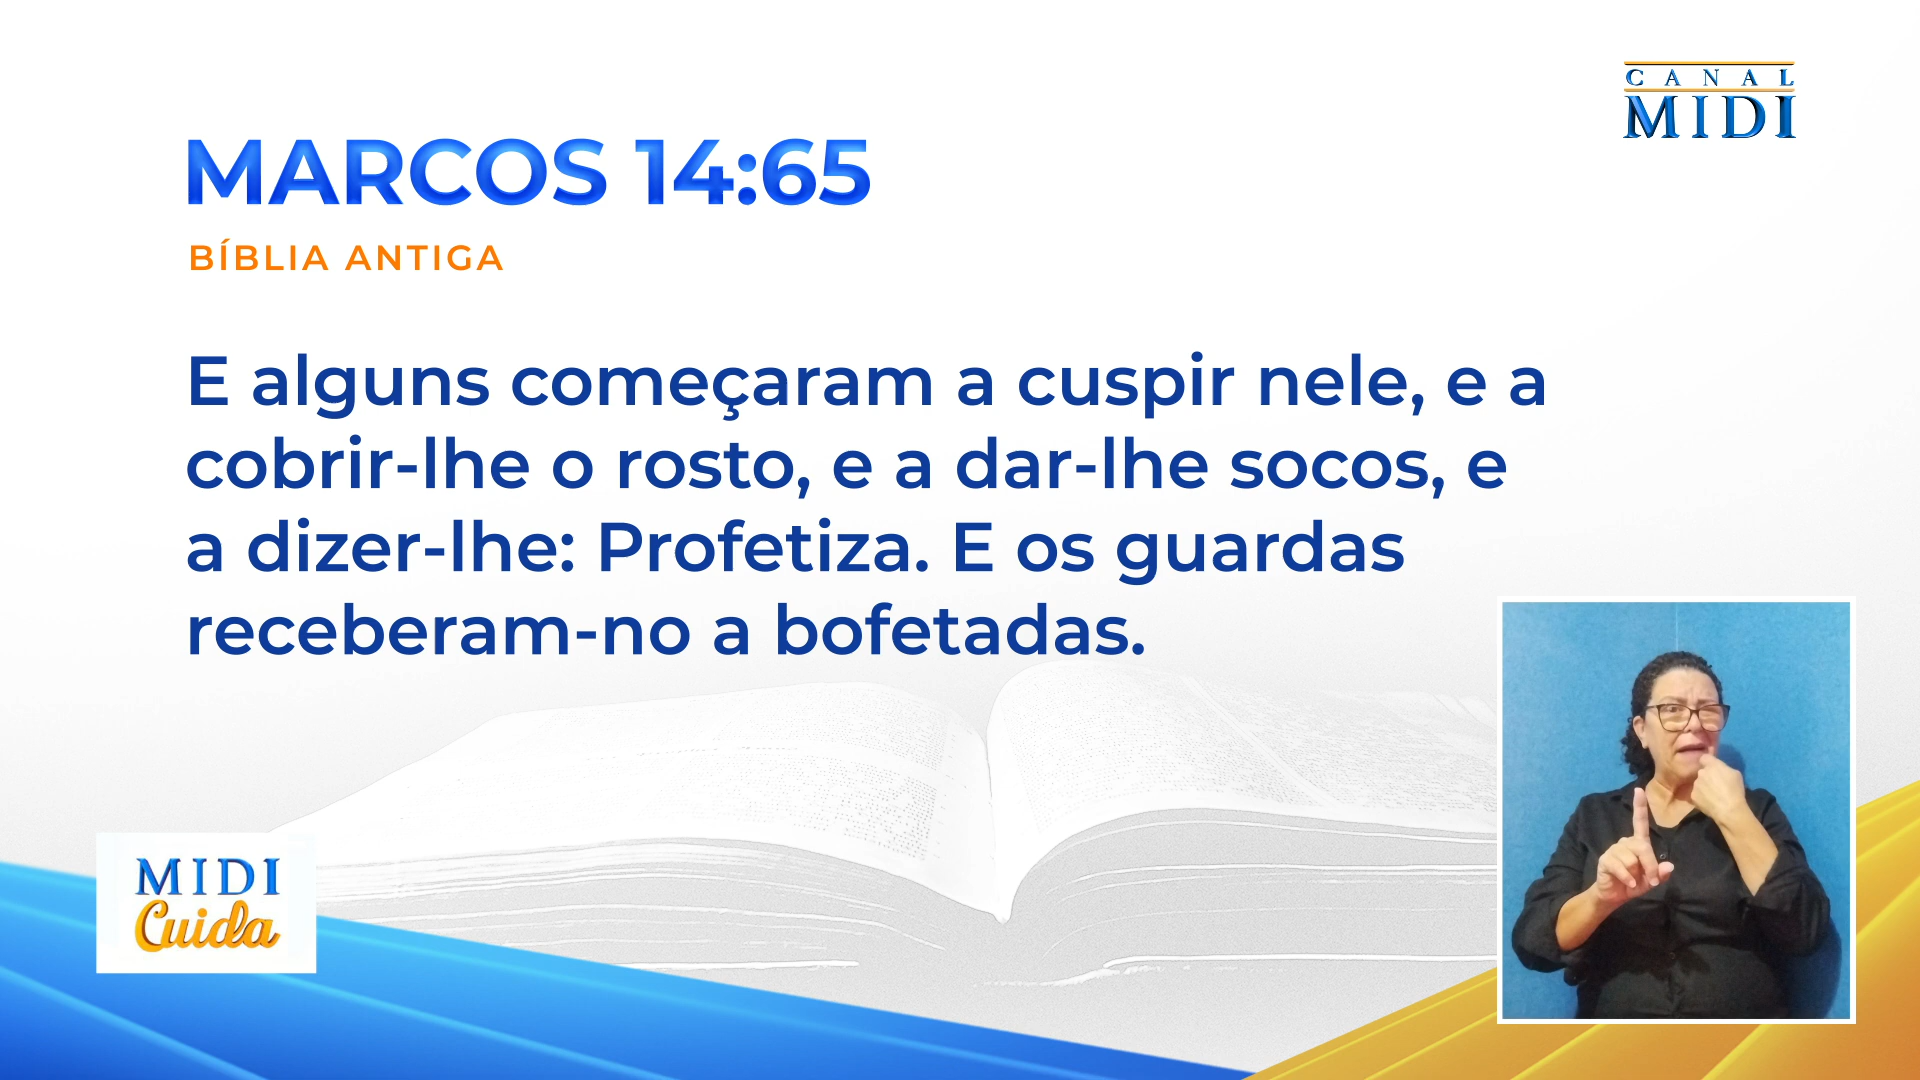 CANAL
MIDI
MARCOS 14:65
BÍBLIA ANTIGA
E alguns começaram a cuspir nele, e a
cobrir-lhe o rosto, e a dar-lhe socos, e
a dizer-lhe: Profetiza. E os guardas
receberam-no a bofetadas.
MIDI
Cuida